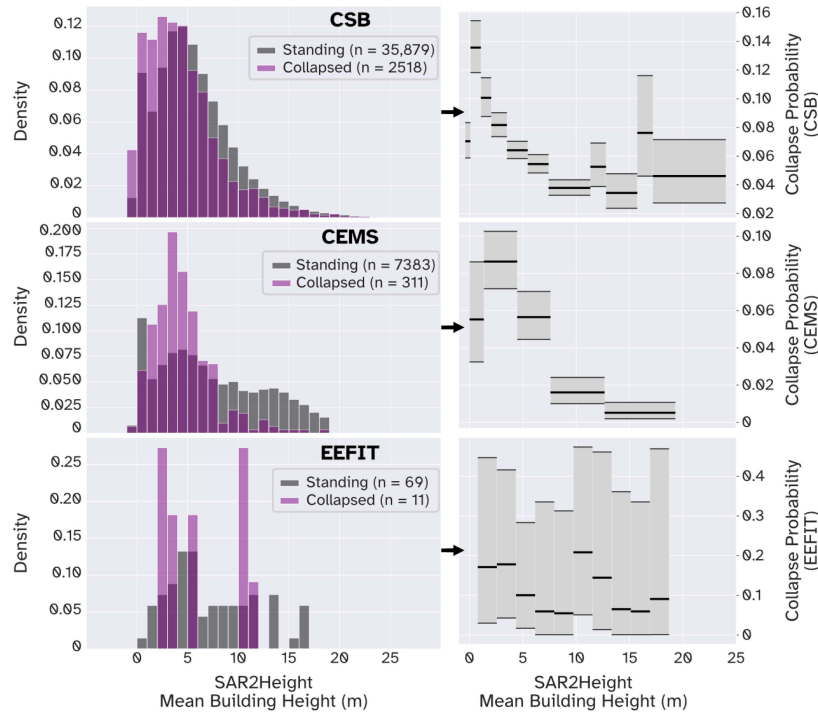 CSB
Standing (n = 35,879)
Collapsed (n = 2518)
Density
0.12
0.10
0.08
0.06
0.04
0.02
0
0.16
0.14
0.12
0.10
0.08
0.06
0.04
0.02
Collapse Probability
(CSB)
CEMS
Standing (n = 7383)
Collapsed (n = 311)
Density
0.200
0.175
0.150
0.125
0.100
0.075
0.050
0.025
0
0.10
0.08
0.06
0.04
0.02
0
Collapse Probability
(CEMS)
EEFIT
Standing (n = 69)
Collapsed (n = 11)
Density
0.25
0.20
0.15
0.10
0.05
0
0.4
0.3
0.2
0.1
0
Collapse Probability
(EEFIT)
0 5 10 15 20 25
SAR2Height
Mean Building Height (m)
0 5 10 15 20 25
SAR2Height
Mean Building Height (m)